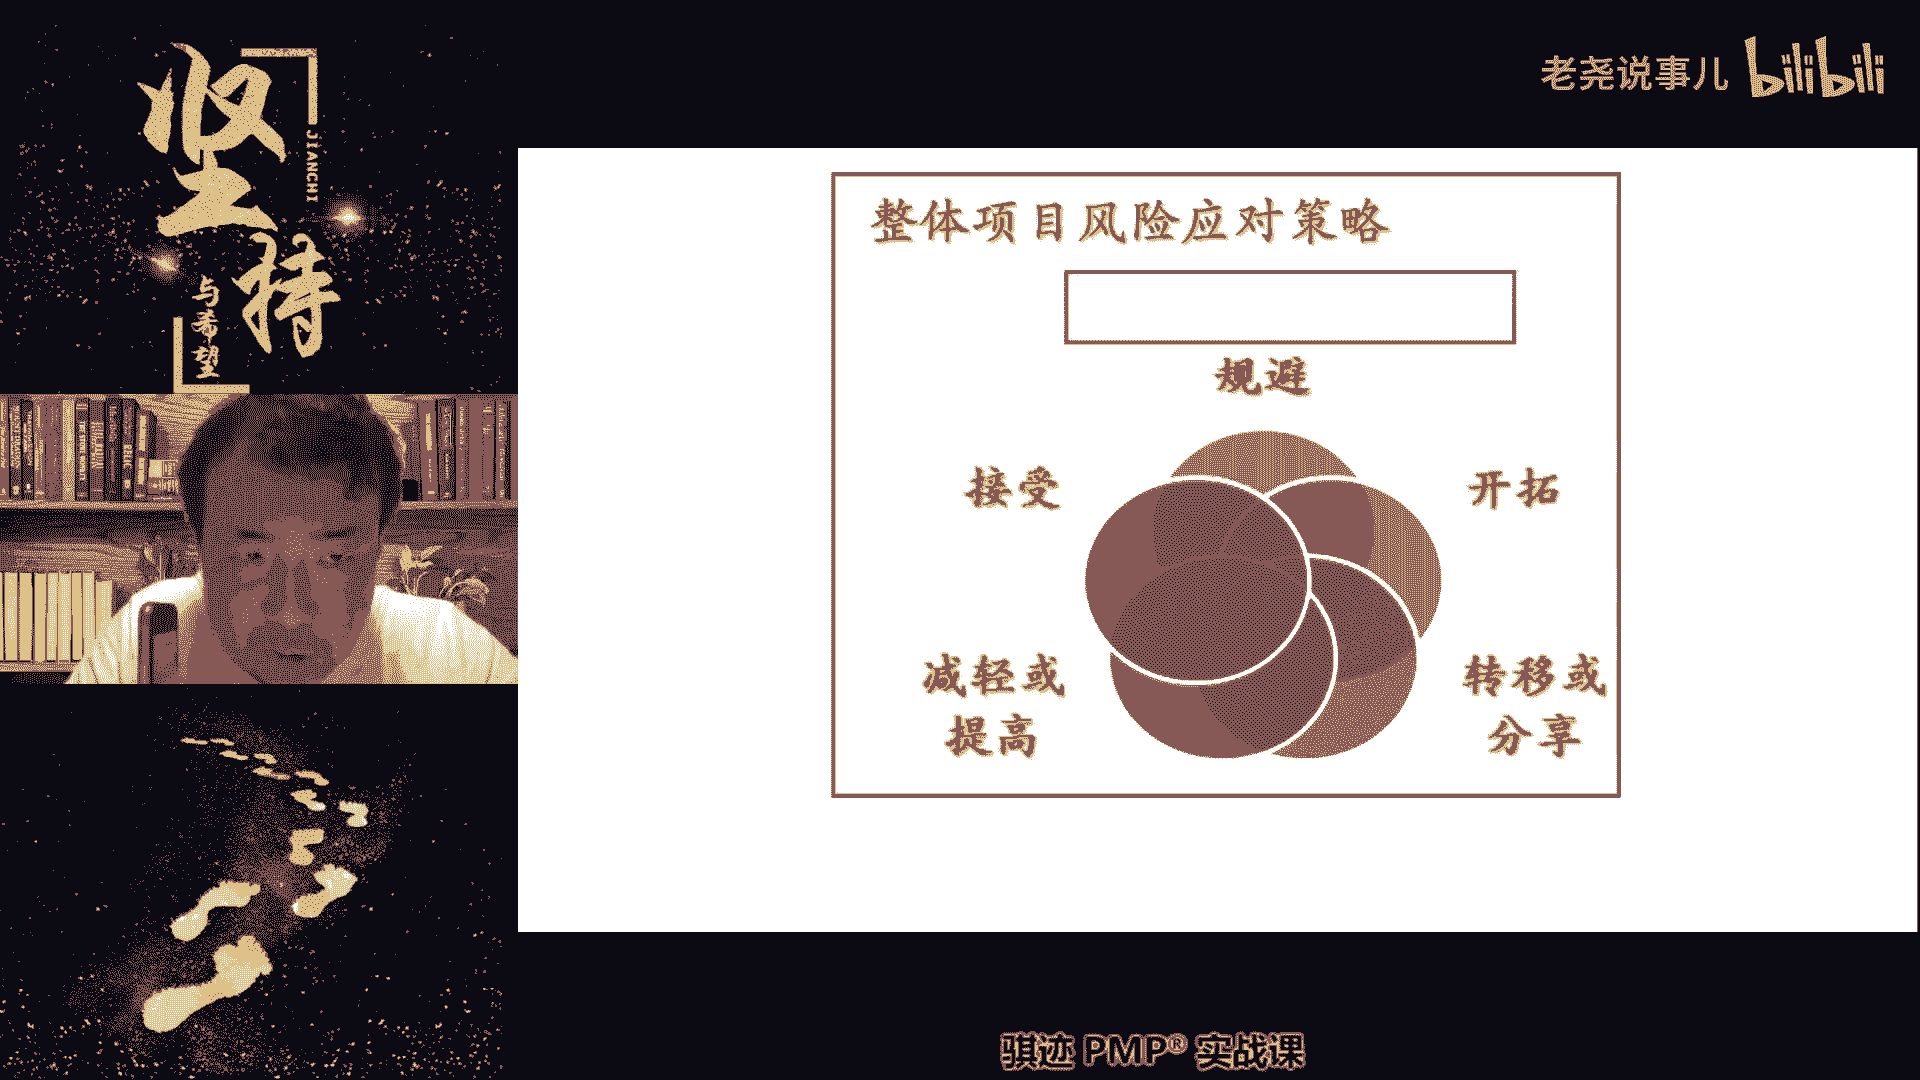 坚持
JIANCHI
与希望
老尧说事儿 bilibili
整体项目风险应对策略
规避
接受
开拓
减轻或
提高
转移或
分享
骐迹 PMP® 实战课